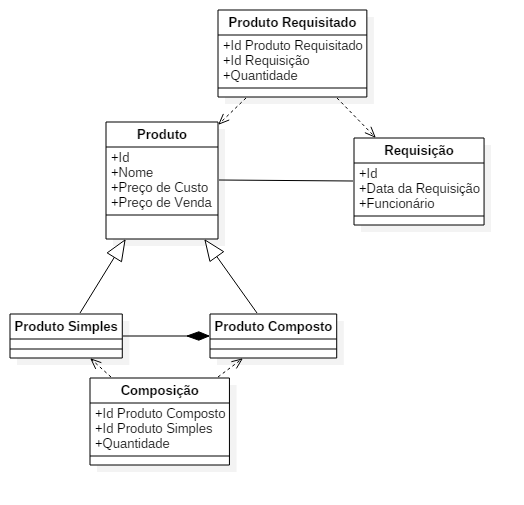 Produto Requisitado
+Id Produto Requisitado
+Id Requisição
+Quantidade
Produto
+Id
+Nome
+Preço de Custo
+Preço de Venda
Requisição
+Id
+Data da Requisição
+Funcionário
Produto Simples
Produto Composto
Composição
+Id Produto Composto
+Id Produto Simples
+Quantidade